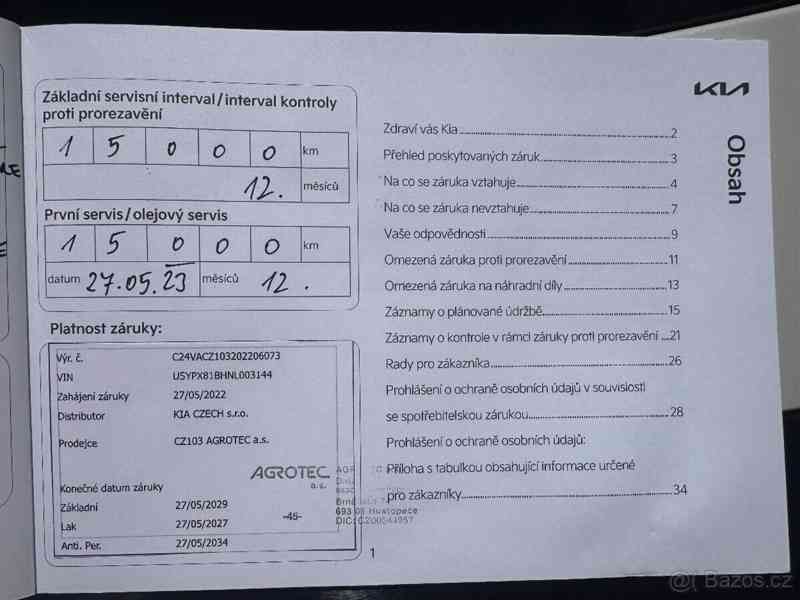 Základní servisní interval/interval kontroly
proti prorezavění
1 5 0 0 0 km
12. měsíců
První servis/olejový servis
1 5 0 0 0 km
datum 27.05.23 měsíců 12.
Platnost záruky:
Výr. č. C24VACZ103202206073
VIN U5YPX81BHNL003144
Zahájení záruky 27/05/2022
Distributor KIA CZECH s.r.o.
Prodejce CZ103 AGROTEC a.s.
AGROTEC
a.s.
Konečné datum záruky
Základní 27/05/2029
Lak 27/05/2027
-45-
Anti. Per. 27/05/2034
693 01 Hustopeče
KIA
Obsah
Zdraví vás Kia 2
Přehled poskytovaných záruk 3
Na co se záruka vztahuje 4
Na co se záruka nevztahuje 7
Vaše odpovědnosti 9
Omezená záruka proti prorezavění 11
Omezená záruka na náhradní díly 13
Záznamy o plánované údržbě 15
Záznamy o kontrole v rámci záruky proti prorezavění 21
Rady pro zákazníka 26
Prohlášení o ochraně osobních údajů v souvislosti
se spotřebitelskou zárukou 28
Prohlášení o ochraně osobních údajů:
Příloha s tabulkou obsahující informace určené
pro zákazníky 34
1
Bazos.cz